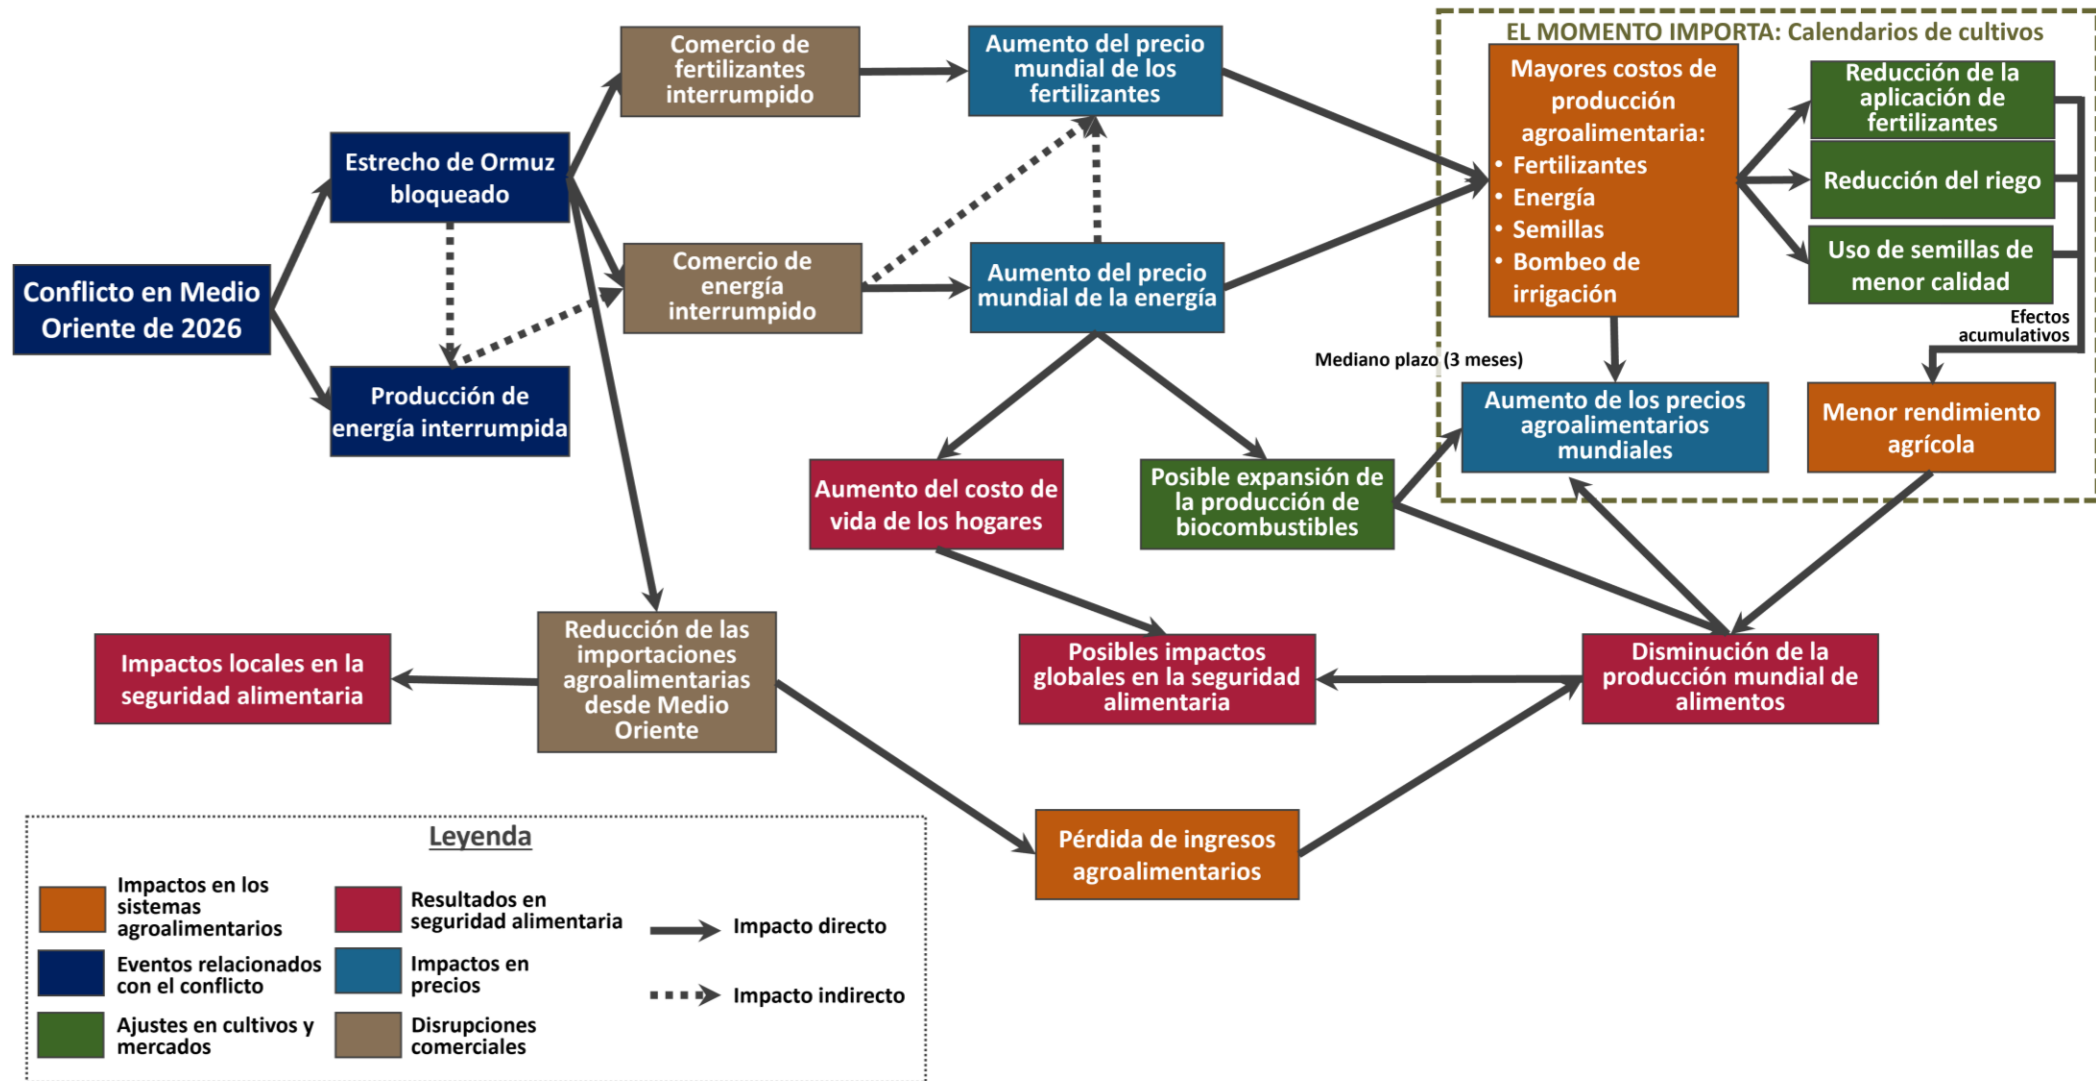 EL MOMENTO IMPORTA: Calendarios de cultivos
Comercio de
fertilizantes
interrumpido
Aumento del precio
mundial de los
fertilizantes
Mayores costos de
producción
agroalimentaria:
• Fertilizantes
• Energía
• Semillas
• Bombeo de
irrigación
Reducción de la
aplicación de
fertilizantes
Reducción del riego
Uso de semillas de
menor calidad
Efectos
acumulativos
Estrecho de Ormuz
bloqueado
Comercio de
energía
interrumpido
Aumento del precio
mundial de la energía
Conflicto en Medio
Oriente de 2026
Producción de
energía interrumpida
Mediano plazo (3 meses)
Aumento de los precios
agroalimentarios
mundiales
Menor rendimiento
agrícola
Aumento del costo de
vida de los hogares
Posible expansión de
la producción de
biocombustibles
Impactos locales en la
seguridad alimentaria
Reducción de las
importaciones
agroalimentarias
desde Medio
Oriente
Posibles impactos
globales en la seguridad
alimentaria
Disminución de la
producción mundial de
alimentos
Pérdida de ingresos
agroalimentarios
Leyenda
Impactos en los
sistemas
agroalimentarios
Eventos relacionados
con el conflicto
Ajustes en cultivos y
mercados
Resultados en
seguridad alimentaria
Impactos en
precios
Disrupciones
comerciales
Impacto directo
Impacto indirecto